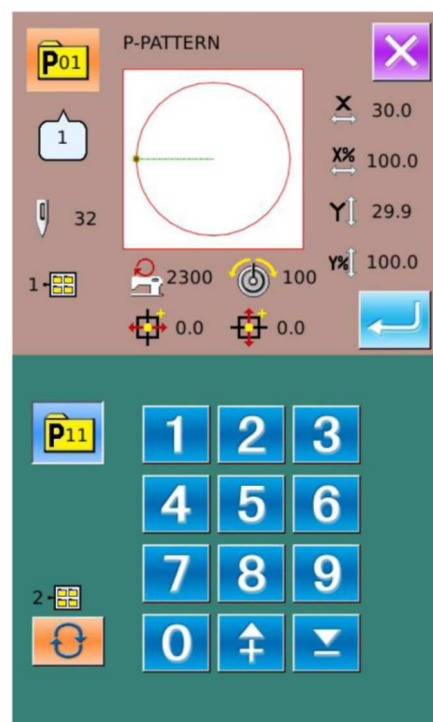 P01
P-PATTERN
1
X 30.0
X% 100.0
32
Y 29.9
1- 2300 100
Y% 100.0
0.0 0.0
P11
1 2 3
4 5 6
7 8 9
2-
0